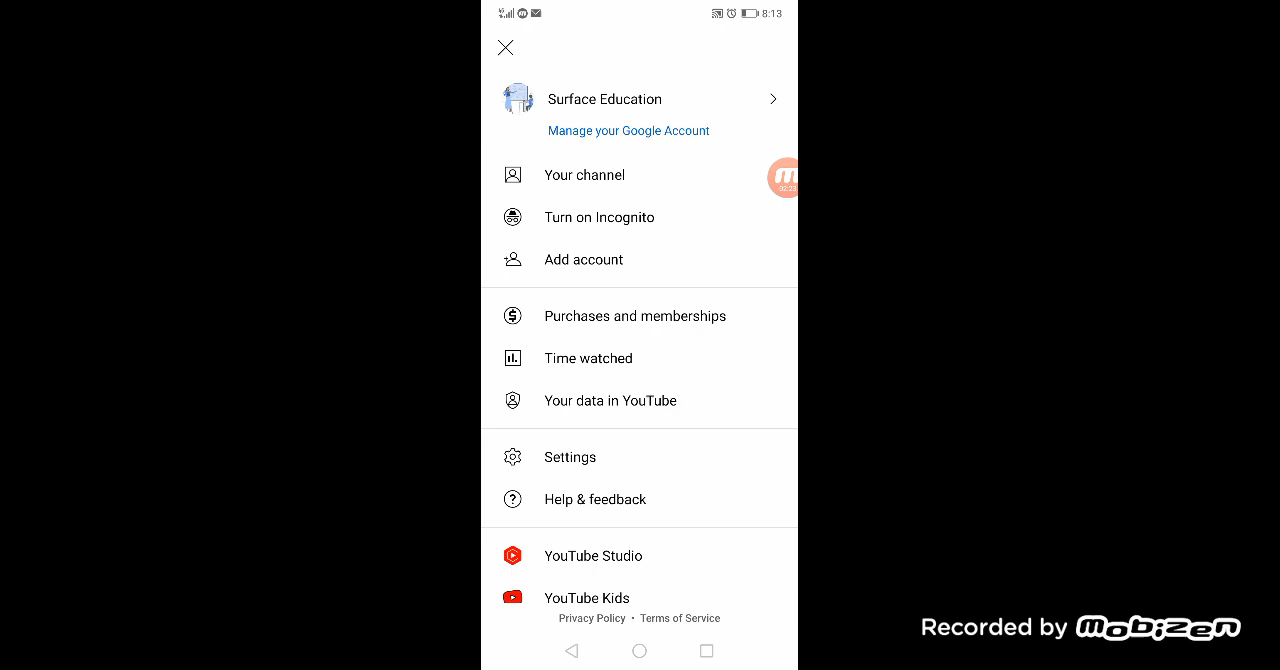 8:13
Surface Education
Manage your Google Account
Your channel
02:23
Turn on Incognito
Add account
Purchases and memberships
Time watched
Your data in YouTube
Settings
Help & feedback
YouTube Studio
YouTube Kids
Privacy Policy • Terms of Service
Recorded by mobizen